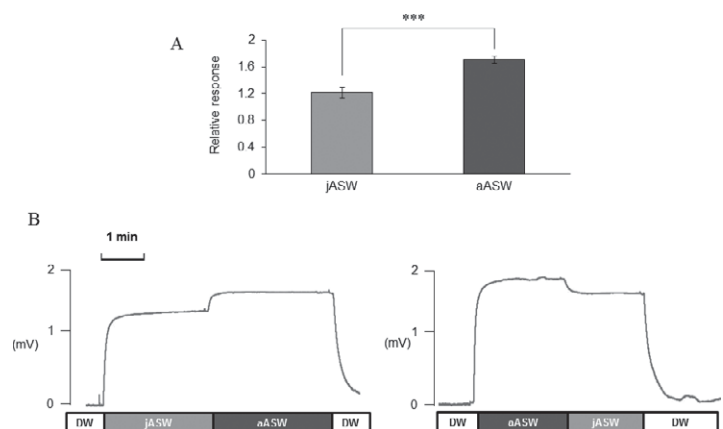 A
***
Relative response
2
1.6
1.2
0.8
0 4
0
jASW
aASW
B
1 min
2
1
(mV)
0
DW
jASW
aASW
DW
2
1
(mV)
0
DW
aASW
jASW
DW